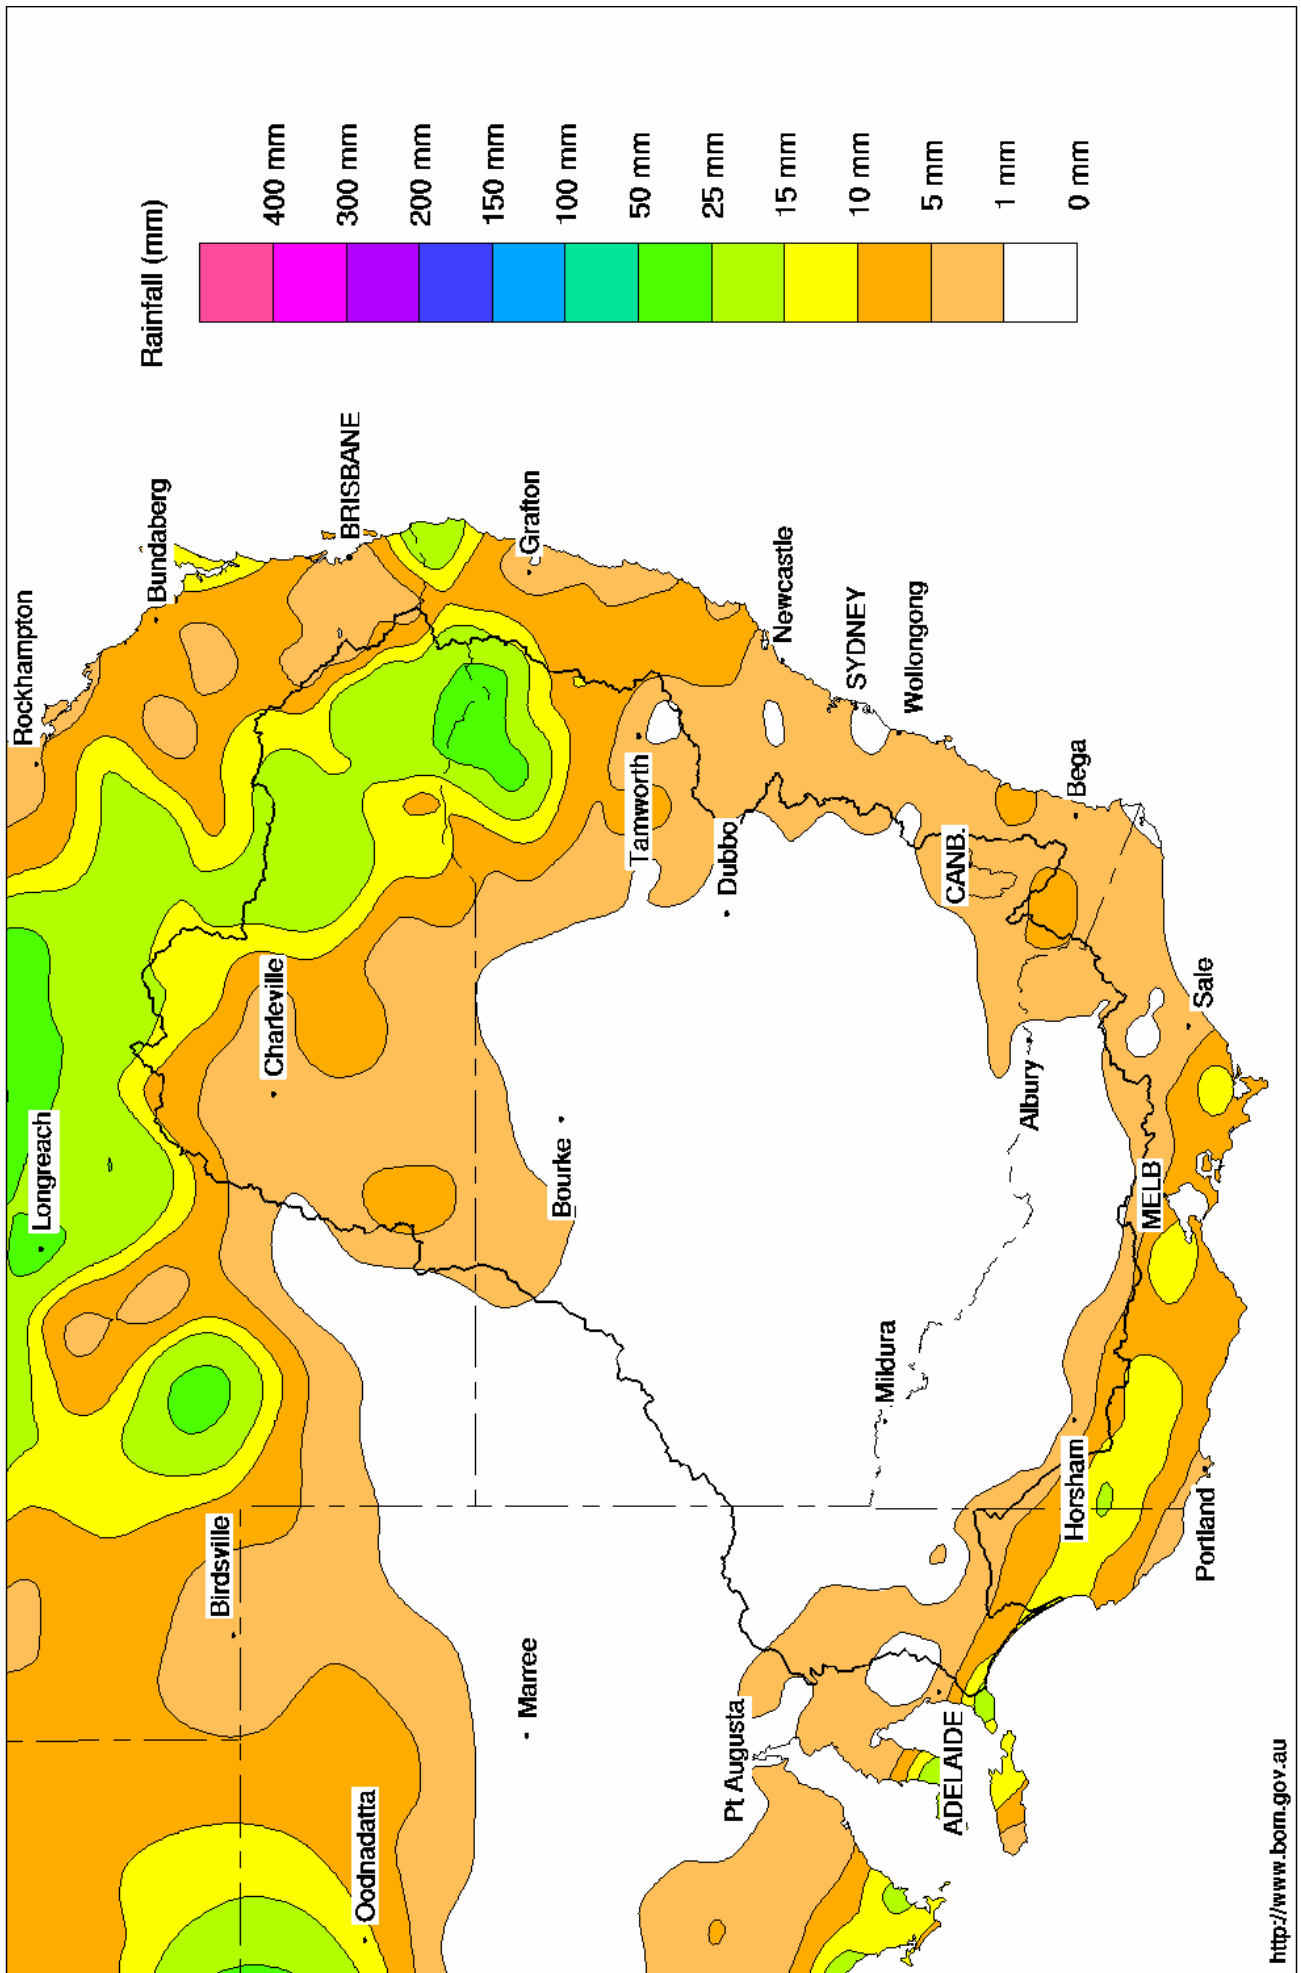 Rainfall (mm)
400 mm
300 mm
200 mm
150 mm
100 mm
50 mm
25 mm
15 mm
10 mm
5 mm
1 mm
0 mm
Rockhampton
Longreach
Bundaberg
Birdsville
Charleville
BRISBANE
Oodnadatta
Grafton
Bourke
Marree
Tamworth
Dubbo
Pt Augusta
Newcastle
SYDNEY
Mildura
Wollongong
CANB.
ADELAIDE
Albury
Bega
Horsham
MELB
Sale
Portland
http://www.bom.gov.au